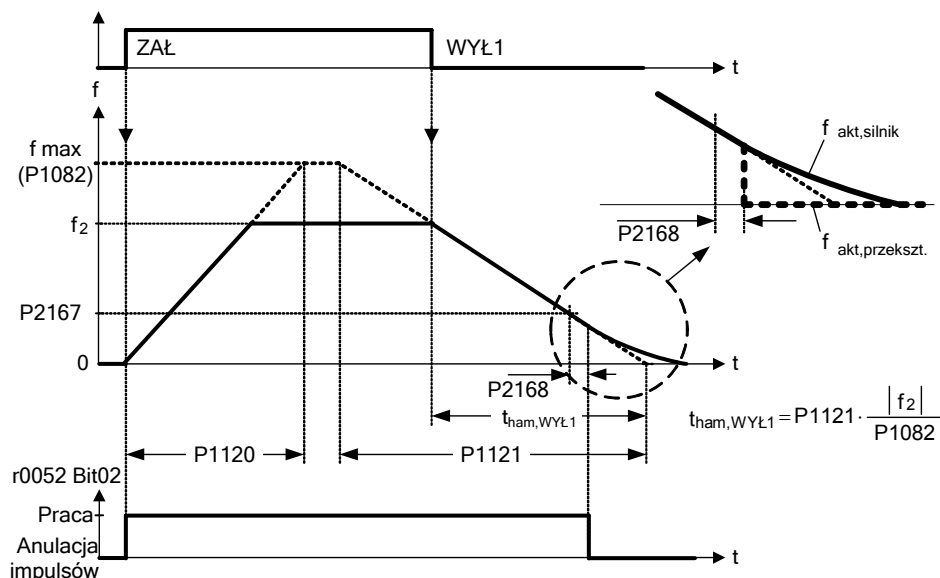 ZAŁ
WYŁ1
t
f
f max
(P1082)
f akt,silnik
f2
P2168
f akt,przekszt.
P2167
0
t
P2168
tham,WYŁ1
tham,WYŁ1 = P1121 · |f2| / P1082
P1120
P1121
r0052 Bit02
Praca
Anulacja
impulsów
t